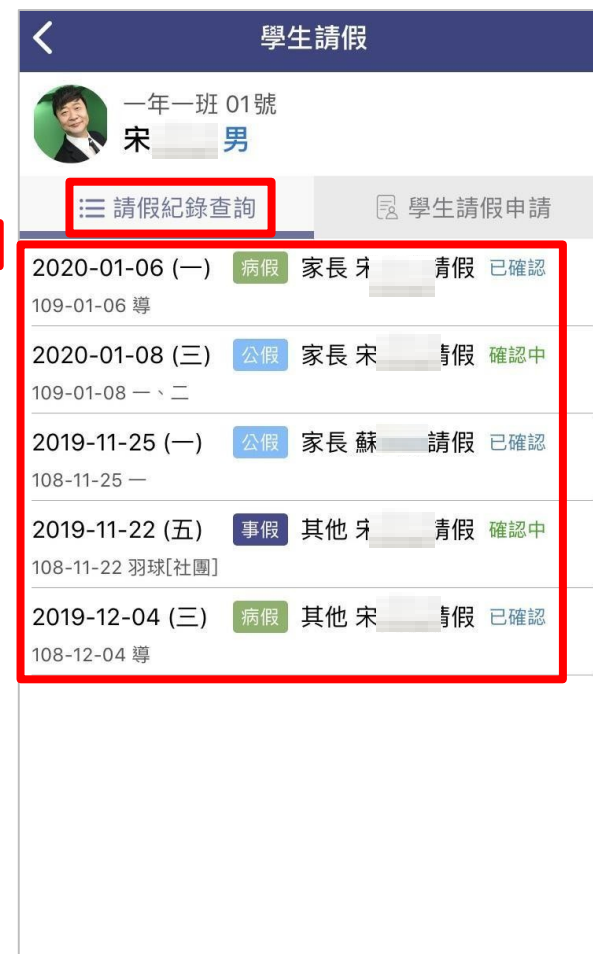 學生請假
一年一班 01號
宋 男
請假紀錄查詢 學生請假申請
2020-01-06 (一) 病假 家長 宋 請假 已確認
109-01-06 導
2020-01-08 (三) 公假 家長 宋 請假 確認中
109-01-08 一、二
2019-11-25 (一) 公假 家長 蘇 請假 已確認
108-11-25 一
2019-11-22 (五) 事假 其他 宋 請假 確認中
108-11-22 羽球[社團]
2019-12-04 (三) 病假 其他 宋 請假 已確認
108-12-04 導